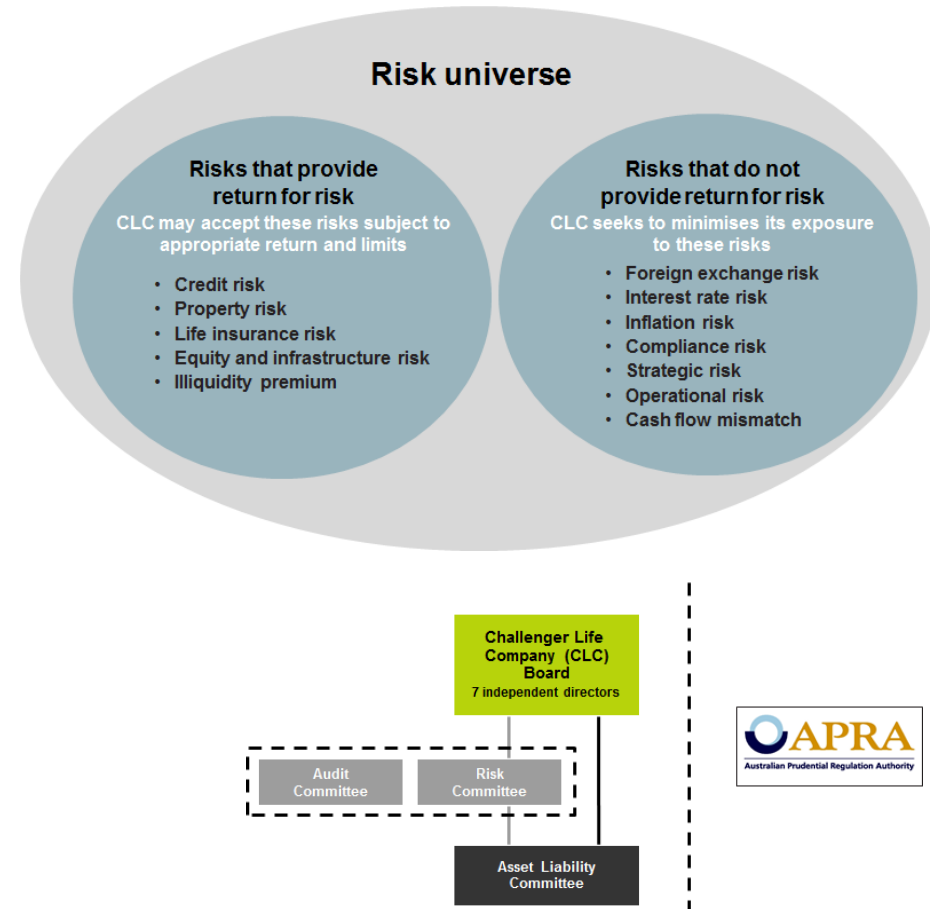 Risk universe
Risks that provide
return for risk
CLC may accept these risks subject to
appropriate return and limits
• Credit risk
• Property risk
• Life insurance risk
• Equity and infrastructure risk
• Illiquidity premium
Risks that do not
provide return for risk
CLC seeks to minimises its exposure
to these risks
• Foreign exchange risk
• Interest rate risk
• Inflation risk
• Compliance risk
• Strategic risk
• Operational risk
• Cash flow mismatch
Challenger Life
Company (CLC)
Board
7 independent directors
Audit
Committee
Risk
Committee
Asset Liability
Committee
APRA
Australian Prudential Regulation Authority